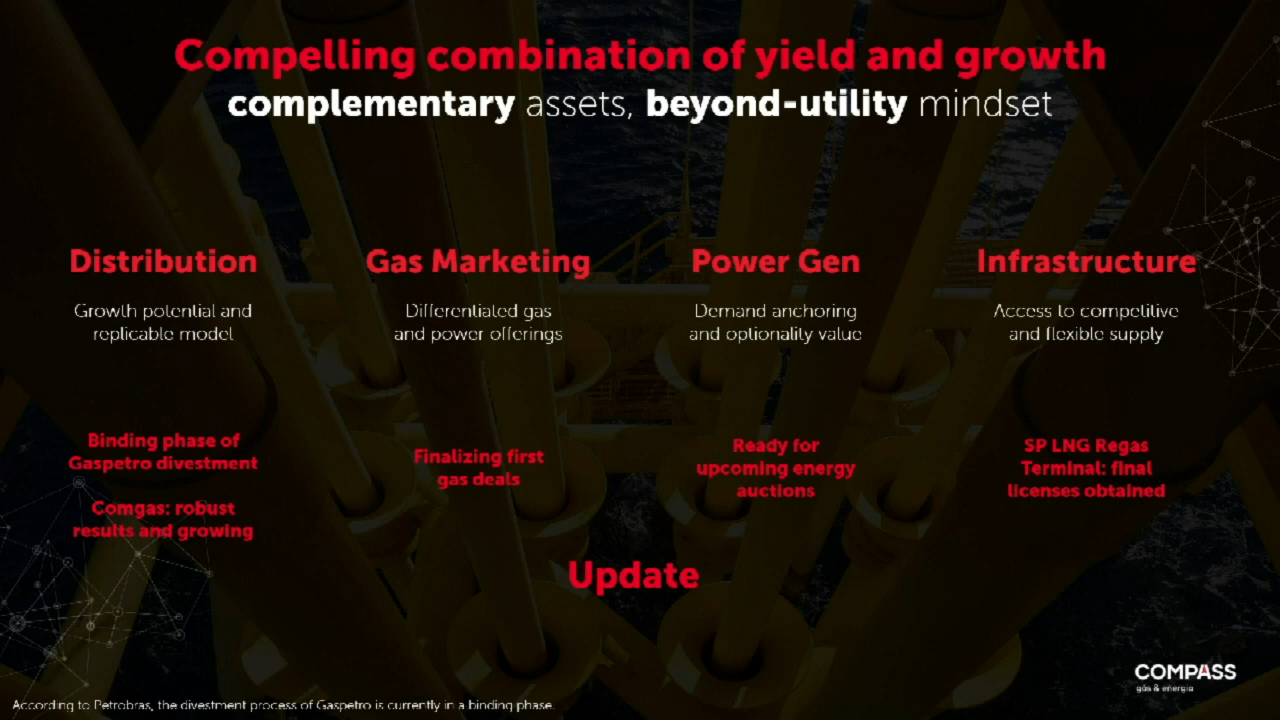 Compelling combination of yield and growth
complementary assets, beyond-utility mindset
Distribution
Growth potential and
replicable model
Gas Marketing
Differentiated gas
and power offerings
Power Gen
Demand anchoring
and optionality value
Infrastructure
Access to competitive
and flexible supply
Binding phase of
Gaspetro divestment
Comgas: robust
results and growing
Finalizing first
gas deals
Ready for
upcoming energy
auctions
SP LNG Regas
Terminal: final
licenses obtained
Update
COMPASS
gás & energia
According to Petrobras, the divestment process of Gaspetro is currently in a binding phase.